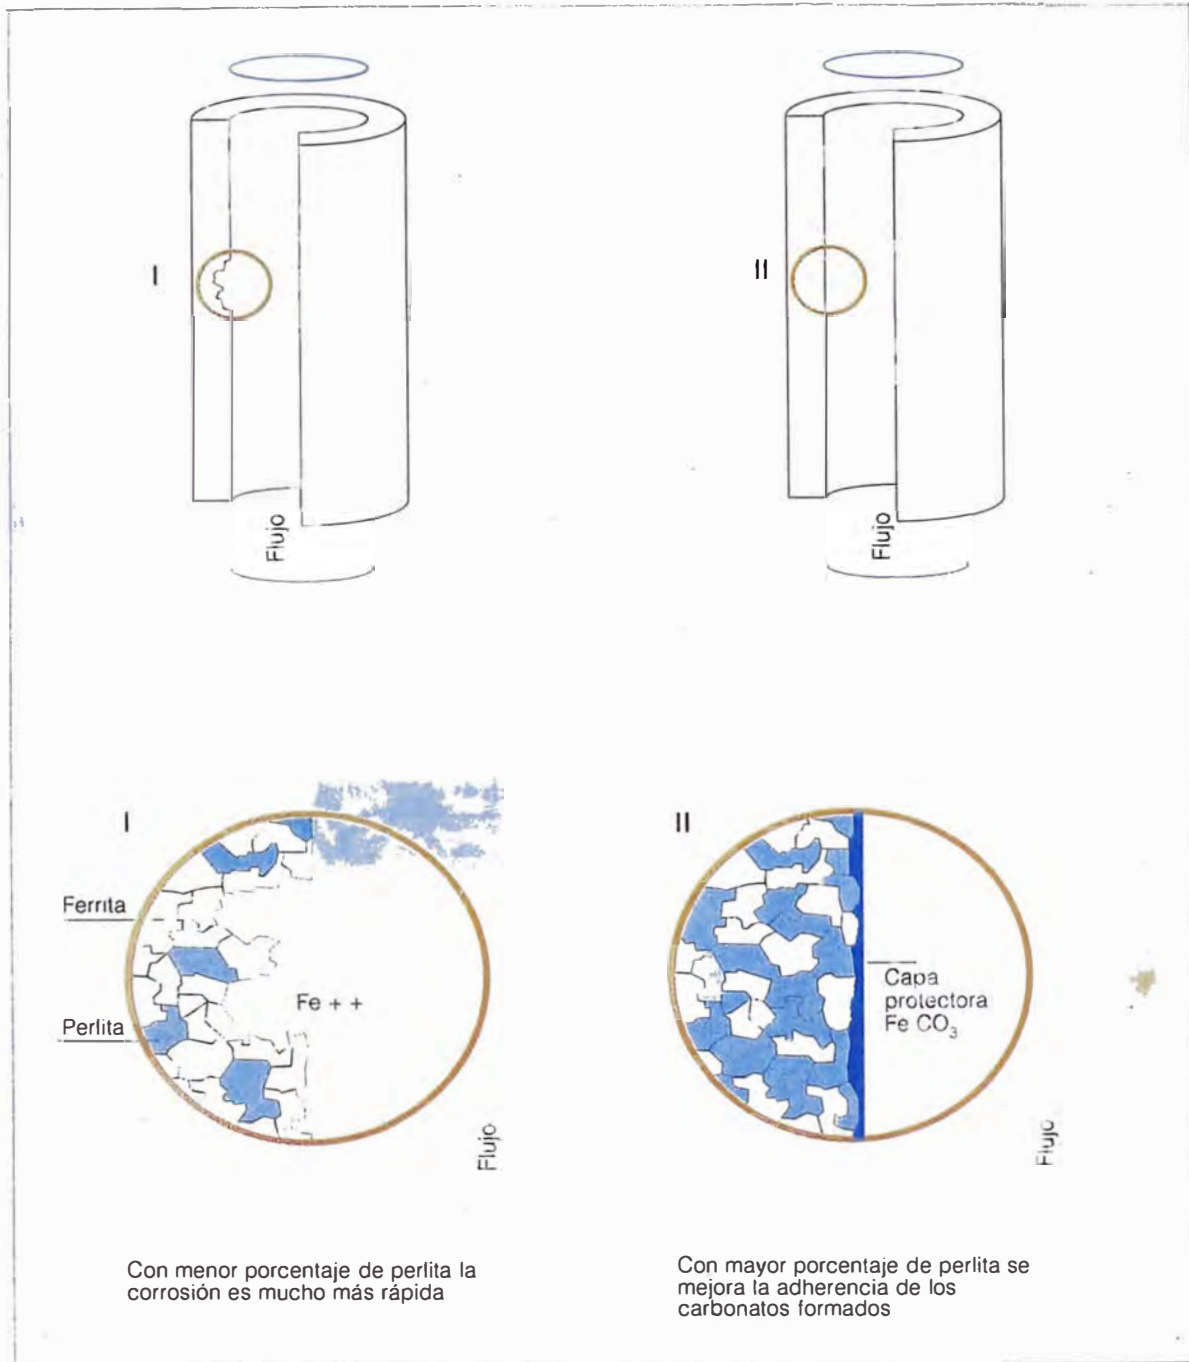 I
II
Flujo
Flujo
I
II
Ferrita
Perlita
Fe + +
Capa
protectora
Fe CO₃
Flujo
Flujo
Con menor porcentaje de perlita la
corrosión es mucho más rápida
Con mayor porcentaje de perlita se
mejora la adherencia de los
carbonatos formados